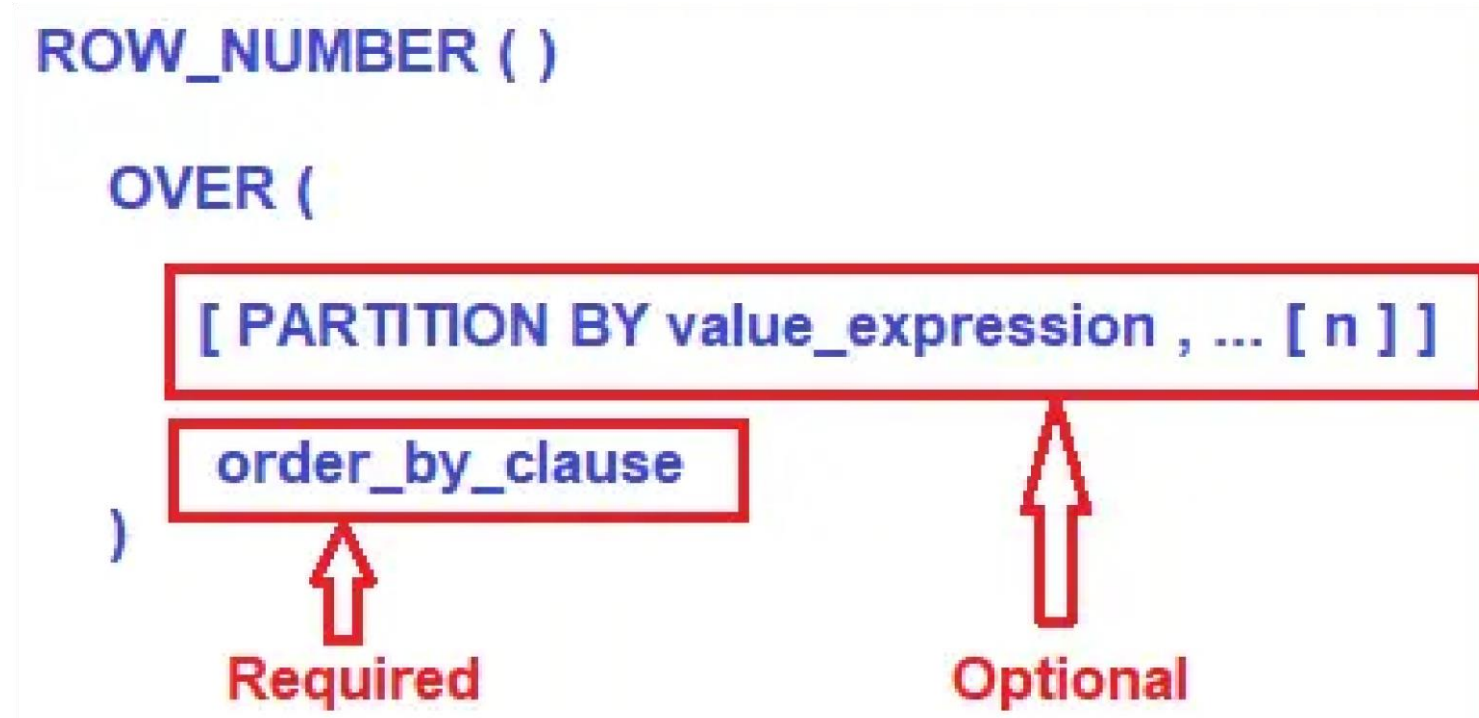 ROW_NUMBER ( )
OVER (
[ PARTITION BY value_expression , ... [ n ] ]
order_by_clause
)
Required Optional